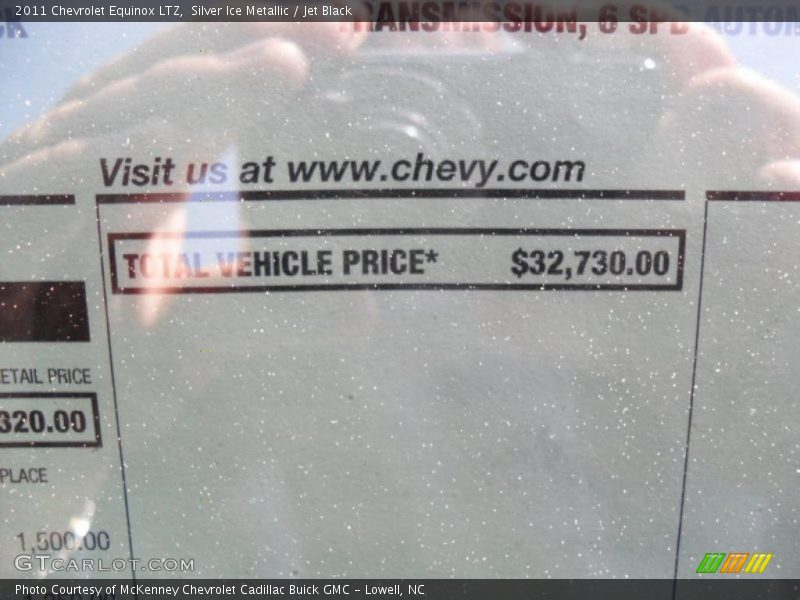 2011 Chevrolet Equinox LTZ, Silver Ice Metallic / Jet Black
TRANSMISSION, 6 SPD AUTOM
Visit us at www.chevy.com
TOTAL VEHICLE PRICE* $32,730.00
ETAIL PRICE
320.00
PLACE
1,500.00
GTCARLOT.COM
Photo Courtesy of McKenney Chevrolet Cadillac Buick GMC - Lowell, NC